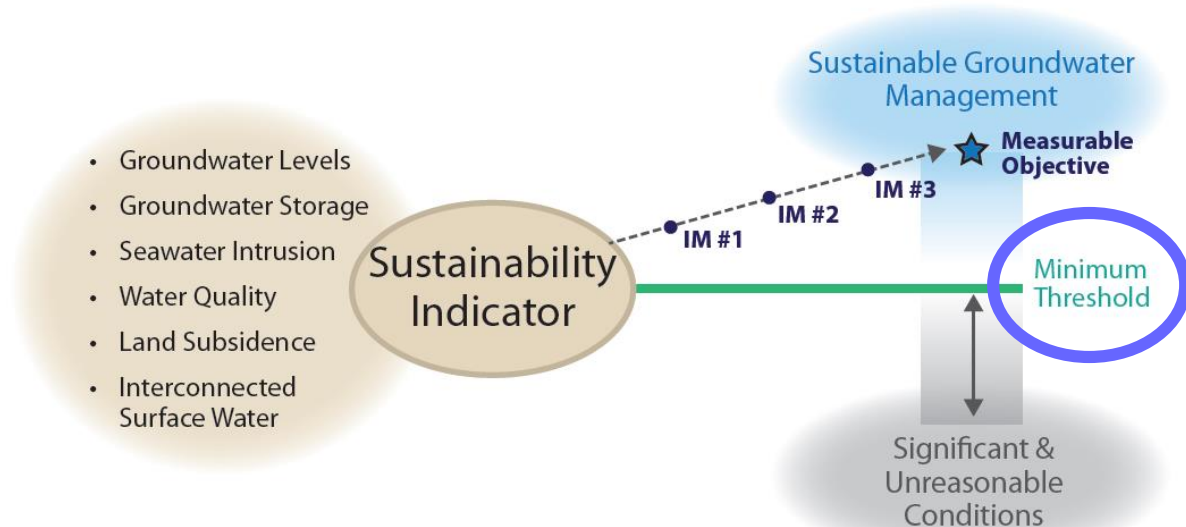 Sustainable Groundwater
Management
Measurable
Objective
• Groundwater Levels
• Groundwater Storage
• Seawater Intrusion
• Water Quality
• Land Subsidence
• Interconnected
Surface Water
Sustainability
Indicator
IM #1
IM #2
IM #3
Minimum
Threshold
Significant &
Unreasonable
Conditions